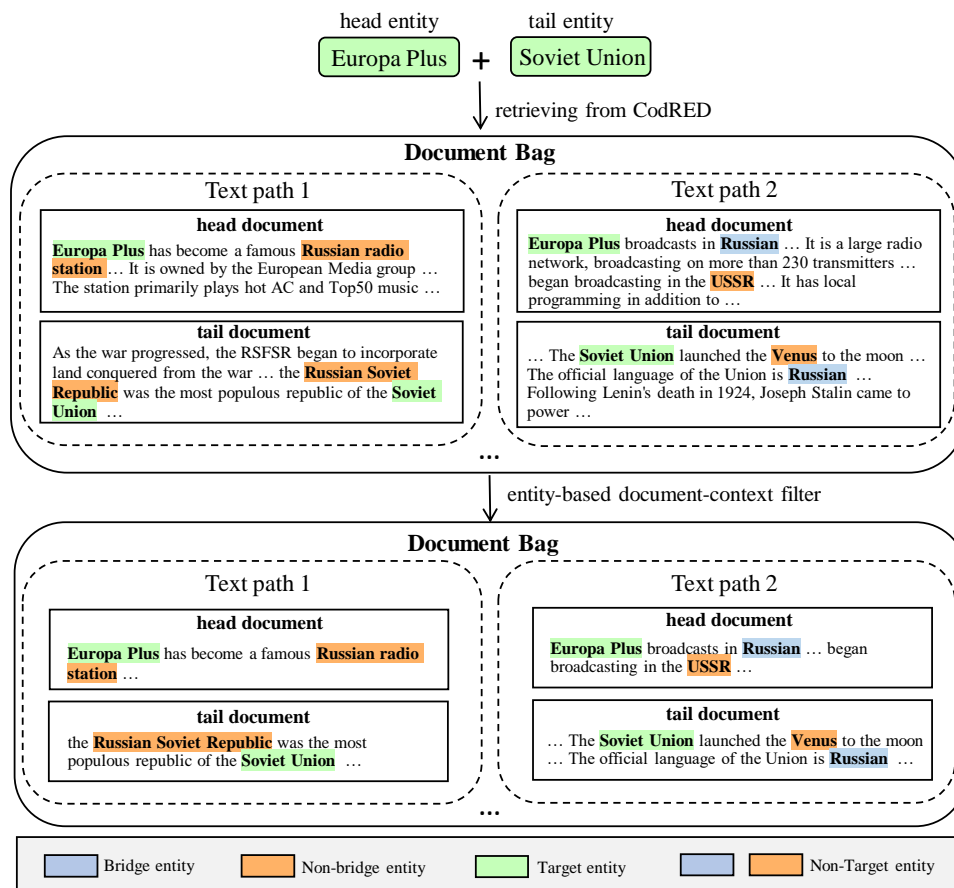 head entity
tail entity
Europa Plus + Soviet Union
retrieving from CodRED
Document Bag
Text path 1
head document
Europa Plus has become a famous Russian radio
station … It is owned by the European Media group …
The station primarily plays hot AC and Top50 music …
tail document
As the war progressed, the RSFSR began to incorporate
land conquered from the war … the Russian Soviet
Republic was the most populous republic of the Soviet
Union …
Text path 2
head document
Europa Plus broadcasts in Russian … It is a large radio
network, broadcasting on more than 230 transmitters …
began broadcasting in the USSR … It has local
programming in addition to …
tail document
… The Soviet Union launched the Venus to the moon …
The official language of the Union is Russian …
Following Lenin's death in 1924, Joseph Stalin came to
power …
...
entity-based document-context filter
Document Bag
Text path 1
head document
Europa Plus has become a famous Russian radio
station …
tail document
the Russian Soviet Republic was the most
populous republic of the Soviet Union …
Text path 2
head document
Europa Plus broadcasts in Russian … began
broadcasting in the USSR …
tail document
… The Soviet Union launched the Venus to the moon
… The official language of the Union is Russian …
...
Bridge entity
Non-bridge entity
Target entity
Non-Target entity